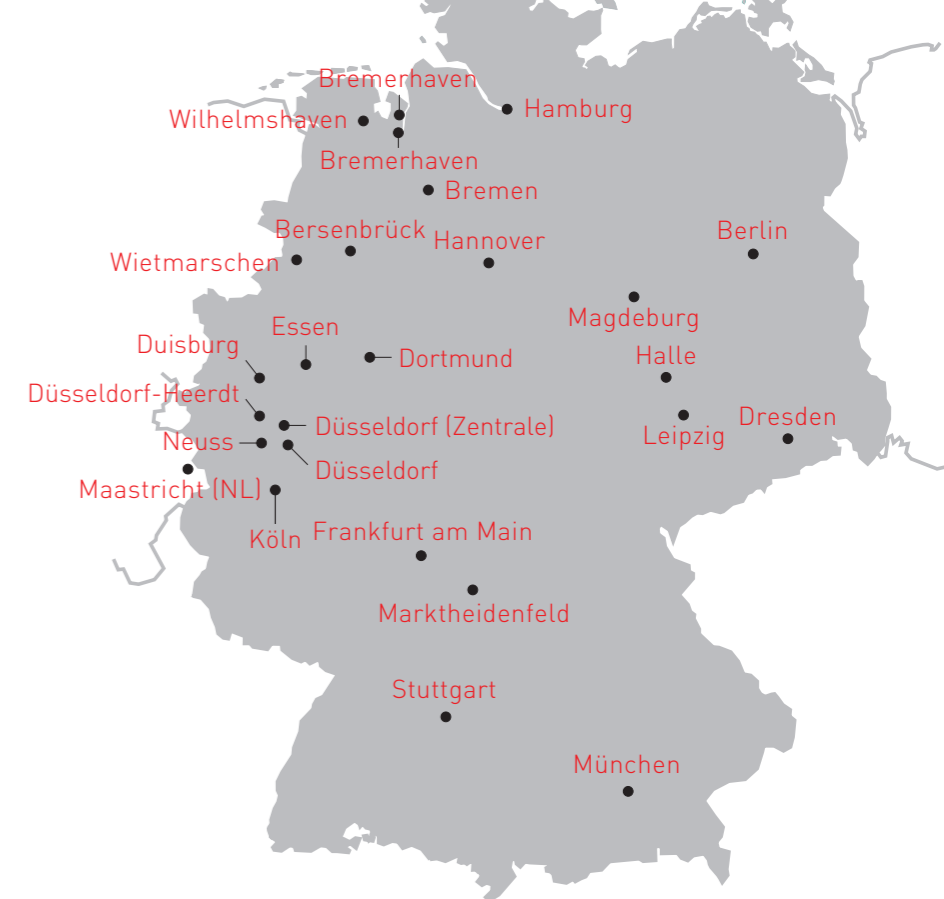 Bremerhaven
Hamburg
Wilhelmshaven
Bremerhaven
Bremen
Bersenbrück
Hannover
Berlin
Wietmarschen
Magdeburg
Essen
Duisburg
Dortmund
Halle
Düsseldorf-Heerdt
Dresden
Düsseldorf (Zentrale)
Leipzig
Neuss
Düsseldorf
Maastricht (NL)
Köln
Frankfurt am Main
Marktheidenfeld
Stuttgart
München